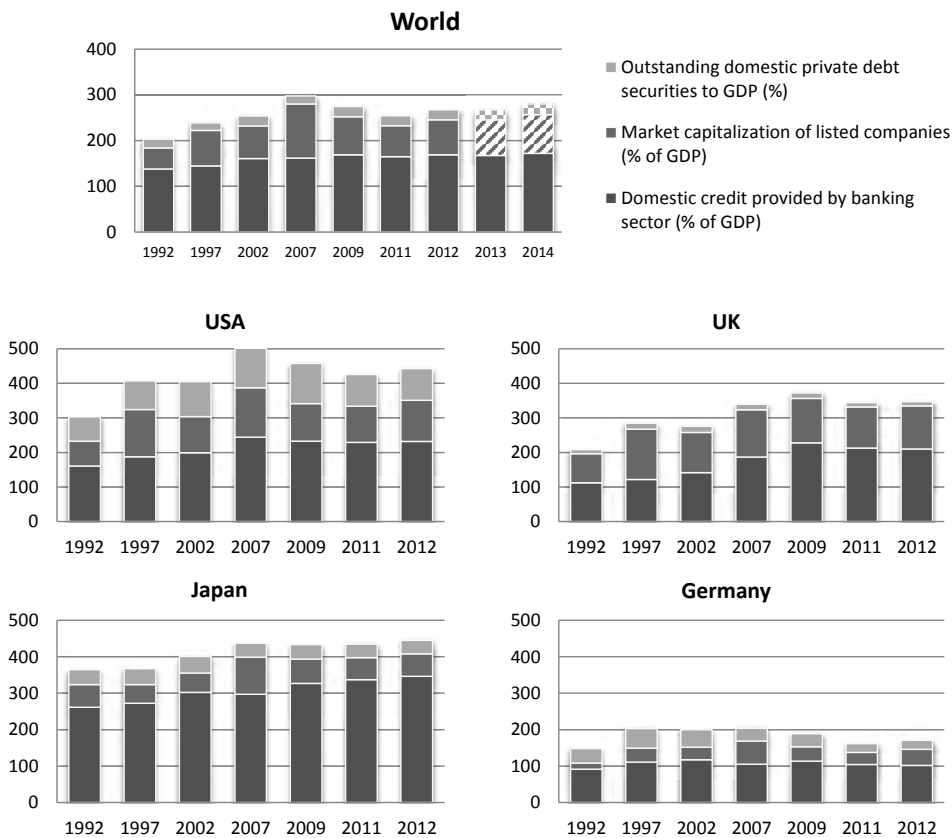 World
400
300
200
100
0
1992 1997 2002 2007 2009 2011 2012 2013 2014
Outstanding domestic private debt
securities to GDP (%)
Market capitalization of listed companies
(% of GDP)
Domestic credit provided by banking
sector (% of GDP)
USA
500
400
300
200
100
0
1992 1997 2002 2007 2009 2011 2012
UK
500
400
300
200
100
0
1992 1997 2002 2007 2009 2011 2012
Japan
500
400
300
200
100
0
1992 1997 2002 2007 2009 2011 2012
Germany
500
400
300
200
100
0
1992 1997 2002 2007 2009 2011 2012